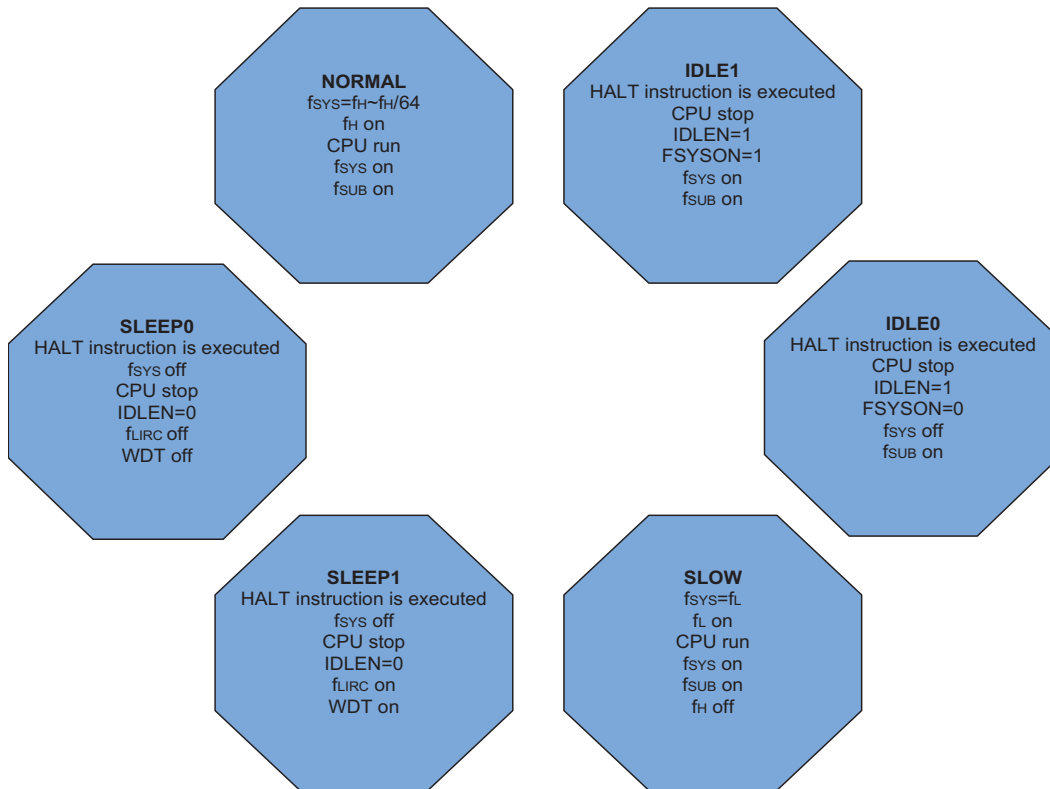 NORMAL
fSYS=fH~fH/64
fH on
CPU run
fSYS on
fSUB on
IDLE1
HALT instruction is executed
CPU stop
IDLEN=1
FSYSON=1
fSYS on
fSUB on
SLEEP0
HALT instruction is executed
fSYS off
CPU stop
IDLEN=0
fLIRC off
WDT off
IDLE0
HALT instruction is executed
CPU stop
IDLEN=1
FSYSON=0
fSYS off
fSUB on
SLEEP1
HALT instruction is executed
fSYS off
CPU stop
IDLEN=0
fLIRC on
WDT on
SLOW
fSYS=fL
fL on
CPU run
fSYS on
fSUB on
fH off